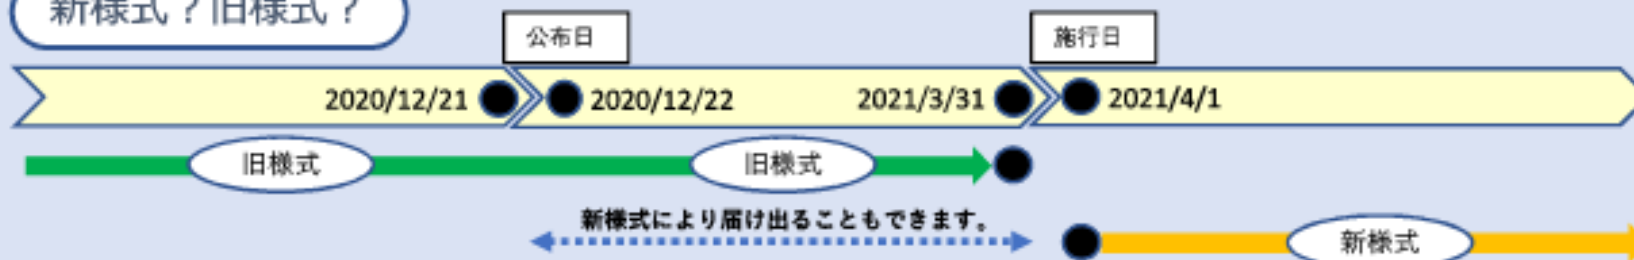 新様式？旧様式？
公布日
施行日
2020/12/21
2020/12/22
2021/3/31
2021/4/1
旧様式
旧様式
新様式により届け出ることもできます。
新様式